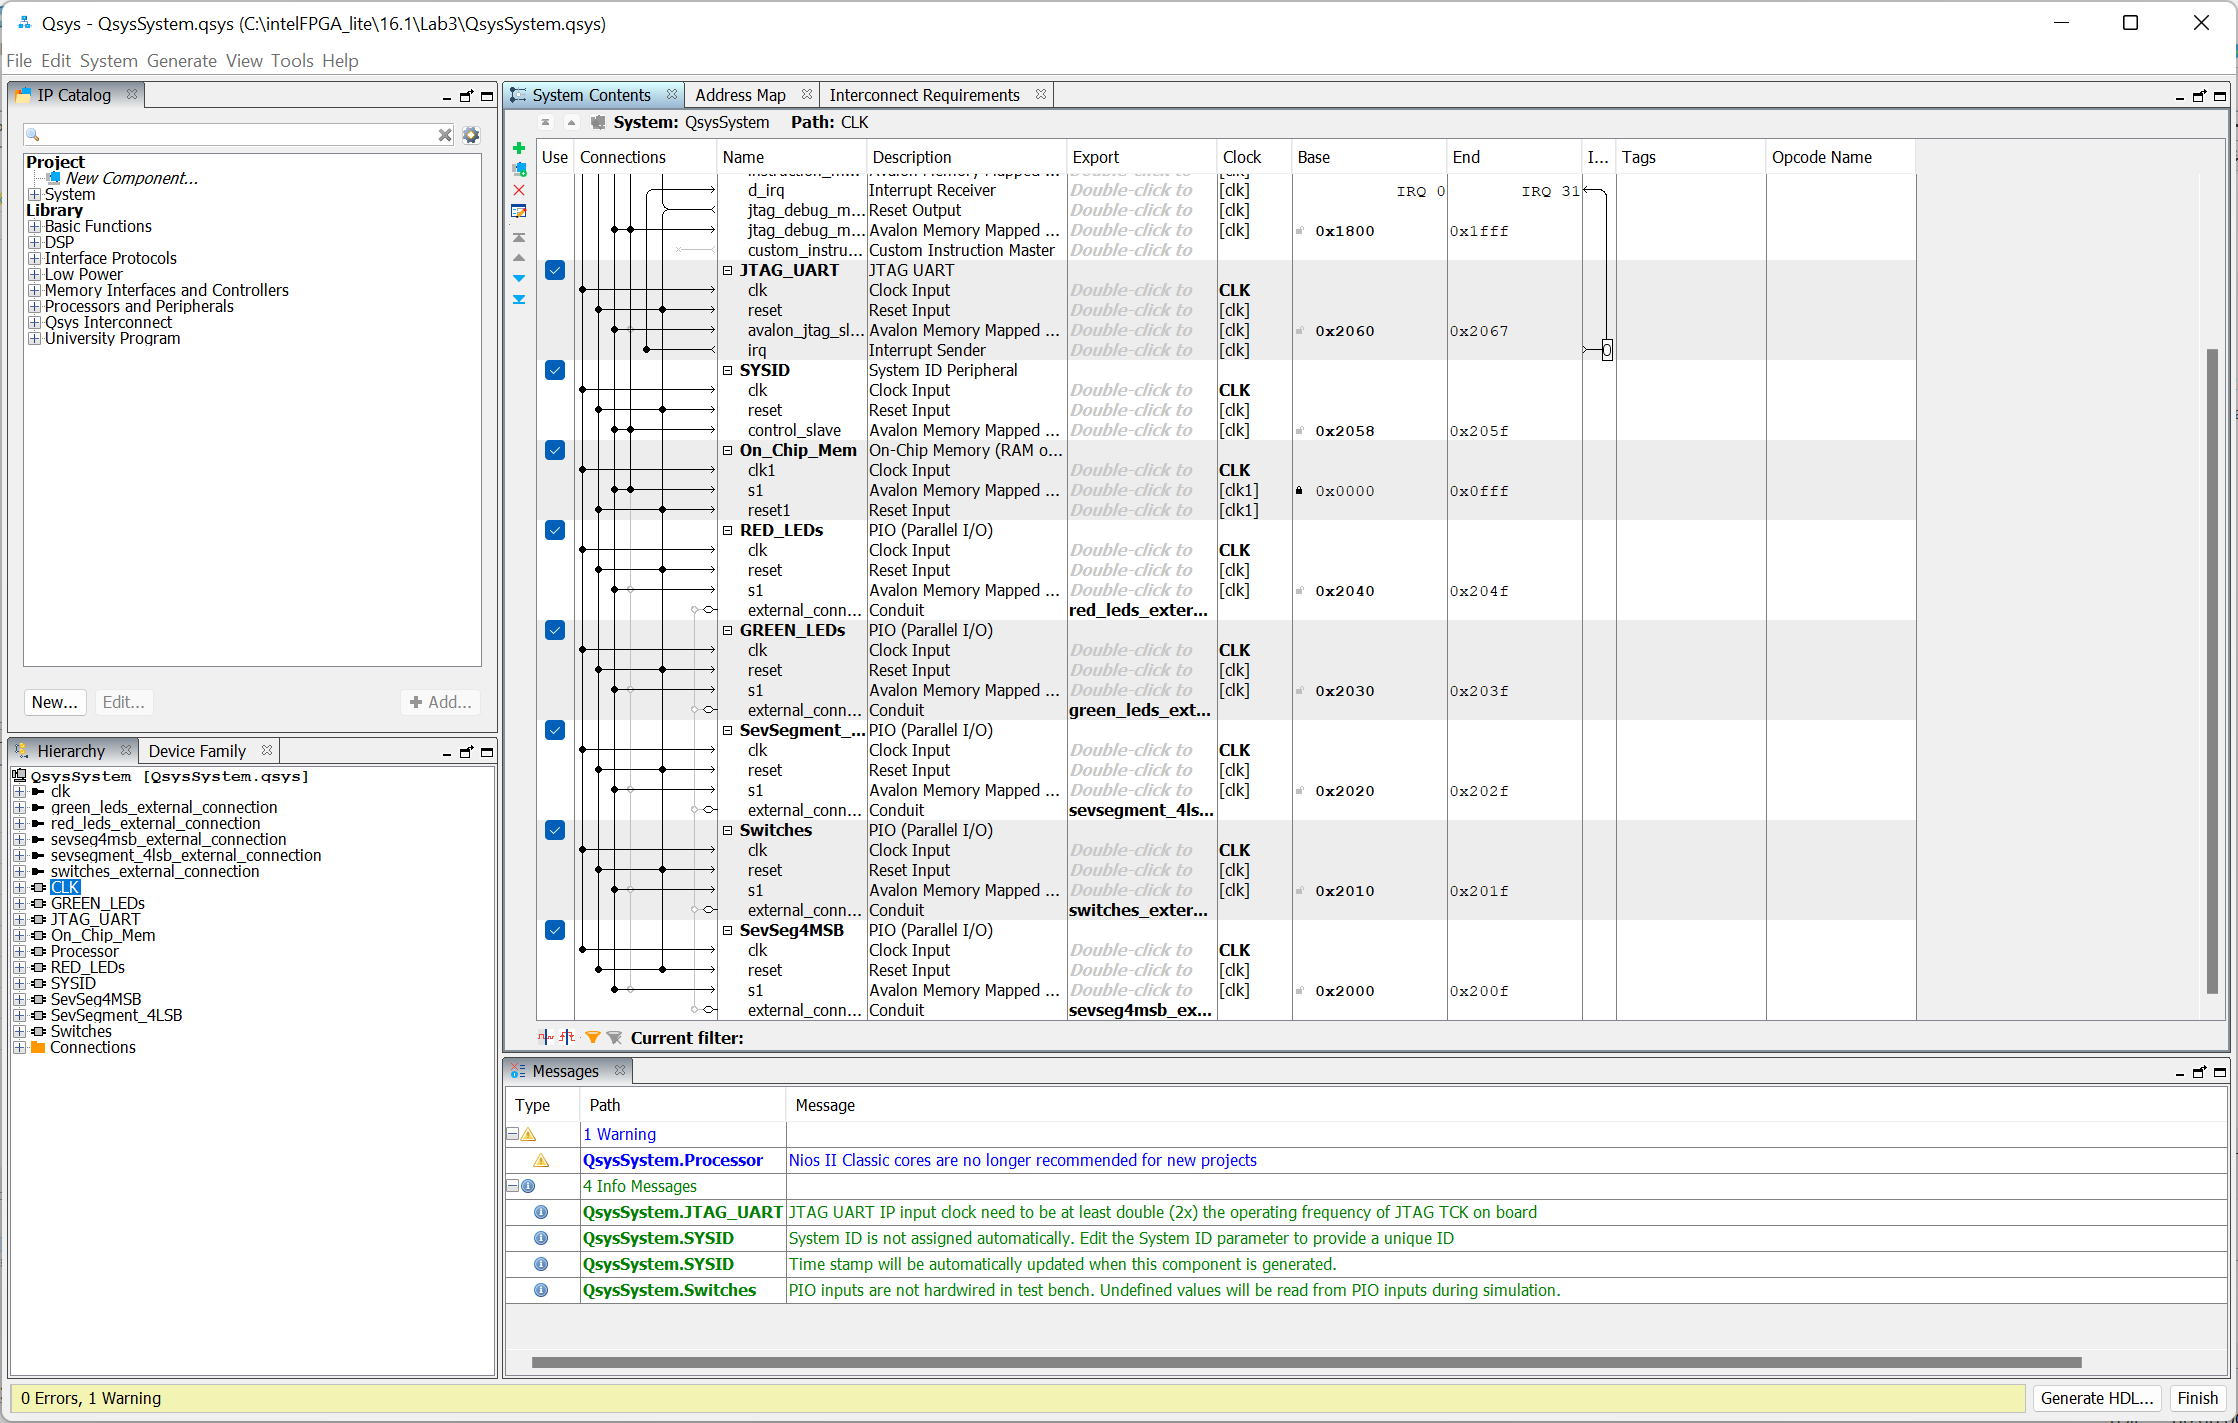 Qsys - QsysSystem.qsys (C:\intelFPGA_lite\16.1\Lab3\QsysSystem.qsys)
File Edit System Generate View Tools Help
IP Catalog
Project
New Component...
System
Library
Basic Functions
DSP
Interface Protocols
Low Power
Memory Interfaces and Controllers
Processors and Peripherals
Qsys Interconnect
University Program
New... Edit... Add...
Hierarchy Device Family
QsysSystem [QsysSystem.qsys]
clk
green_leds_external_connection
red_leds_external_connection
sevseg4msb_external_connection
sevsegment_4lsb_external_connection
switches_external_connection
CLK
GREEN_LEDs
JTAG_UART
On_Chip_Mem
Processor
RED_LEDs
SYSID
SevSeg4MSB
SevSegment_4LSB
Switches
Connections
System Contents Address Map Interconnect Requirements
System: QsysSystem Path: CLK
Use Connections Name Description Export Clock Base End I... Tags Opcode Name
d_irq Interrupt Receiver Double-click to [clk] IRQ 0 IRQ 31
jtag_debug_m... Reset Output Double-click to [clk]
jtag_debug_m... Avalon Memory Mapped ... Double-click to [clk] 0x1800 0x1fff
custom_instru... Custom Instruction Master Double-click to
JTAG_UART JTAG UART
clk Clock Input Double-click to CLK
reset Reset Input Double-click to [clk]
avalon_jtag_sl... Avalon Memory Mapped ... Double-click to [clk] 0x2060 0x2067
irq Interrupt Sender Double-click to [clk] 0
SYSID System ID Peripheral
clk Clock Input Double-click to CLK
reset Reset Input Double-click to [clk]
control_slave Avalon Memory Mapped ... Double-click to [clk] 0x2058 0x205f
On_Chip_Mem On-Chip Memory (RAM o...
clk1 Clock Input Double-click to CLK
s1 Avalon Memory Mapped ... Double-click to [clk1] 0x0000 0x0fff
reset1 Reset Input Double-click to [clk1]
RED_LEDs PIO (Parallel I/O)
clk Clock Input Double-click to CLK
reset Reset Input Double-click to [clk]
s1 Avalon Memory Mapped ... Double-click to [clk] 0x2040 0x204f
external_conn... Conduit red_leds_exter...
GREEN_LEDs PIO (Parallel I/O)
clk Clock Input Double-click to CLK
reset Reset Input Double-click to [clk]
s1 Avalon Memory Mapped ... Double-click to [clk] 0x2030 0x203f
external_conn... Conduit green_leds_ext...
SevSegment_... PIO (Parallel I/O)
clk Clock Input Double-click to CLK
reset Reset Input Double-click to [clk]
s1 Avalon Memory Mapped ... Double-click to [clk] 0x2020 0x202f
external_conn... Conduit sevsegment_4ls...
Switches PIO (Parallel I/O)
clk Clock Input Double-click to CLK
reset Reset Input Double-click to [clk]
s1 Avalon Memory Mapped ... Double-click to [clk] 0x2010 0x201f
external_conn... Conduit switches_exter...
SevSeg4MSB PIO (Parallel I/O)
clk Clock Input Double-click to CLK
reset Reset Input Double-click to [clk]
s1 Avalon Memory Mapped ... Double-click to [clk] 0x2000 0x200f
external_conn... Conduit sevseg4msb_ex...
Current filter:
Messages
Type Path Message
1 Warning
QsysSystem.Processor Nios II Classic cores are no longer recommended for new projects
4 Info Messages
QsysSystem.JTAG_UART JTAG UART IP input clock need to be at least double (2x) the operating frequency of JTAG TCK on board
QsysSystem.SYSID System ID is not assigned automatically. Edit the System ID parameter to provide a unique ID
QsysSystem.SYSID Time stamp will be automatically updated when this component is generated.
QsysSystem.Switches PIO inputs are not hardwired in test bench. Undefined values will be read from PIO inputs during simulation.
0 Errors, 1 Warning
Generate HDL... Finish